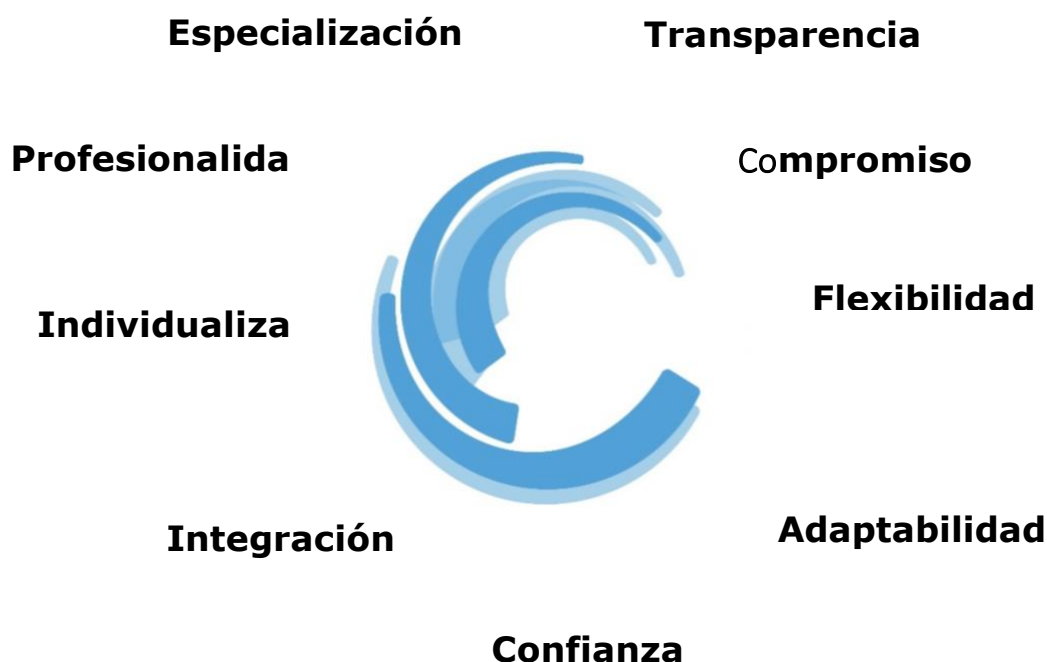 Especialización
Transparencia
Profesionalida
Compromiso
Individualiza
Flexibilidad
Integración
Adaptabilidad
Confianza